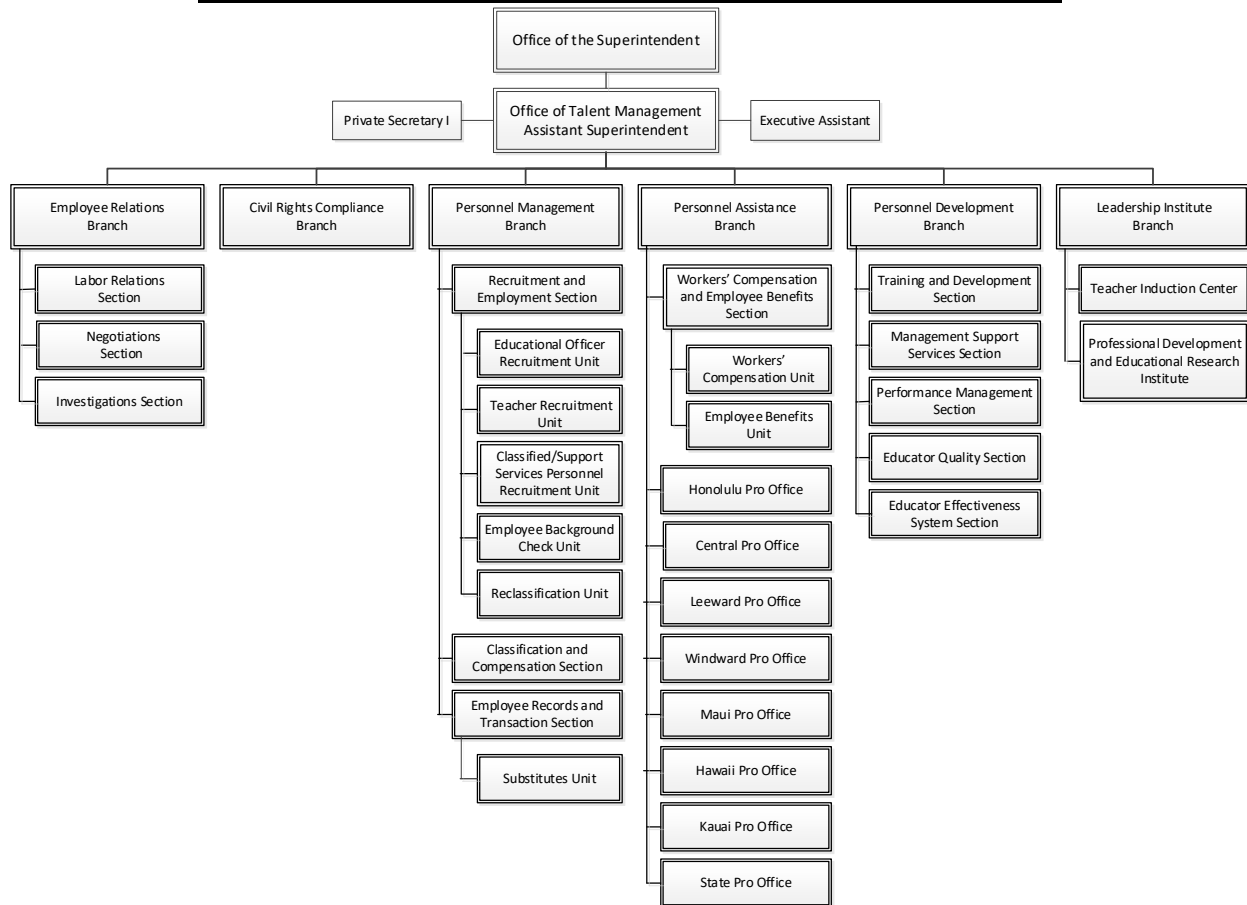 Office of the Superintendent
Private Secretary I
Office of Talent Management
Assistant Superintendent
Executive Assistant
Employee Relations
Branch
Civil Rights Compliance
Branch
Personnel Management
Branch
Personnel Assistance
Branch
Personnel Development
Branch
Leadership Institute
Branch
Labor Relations
Section
Negotiations
Section
Investigations Section
Recruitment and
Employment Section
Educational Officer
Recruitment Unit
Teacher Recruitment
Unit
Classified/Support
Services Personnel
Recruitment Unit
Employee Background
Check Unit
Reclassification Unit
Classification and
Compensation Section
Employee Records and
Transaction Section
Substitutes Unit
Workers' Compensation
and Employee Benefits
Section
Workers'
Compensation Unit
Employee Benefits
Unit
Honolulu Pro Office
Central Pro Office
Leeward Pro Office
Windward Pro Office
Maui Pro Office
Hawaii Pro Office
Kauai Pro Office
State Pro Office
Training and Development
Section
Management Support
Services Section
Performance Management
Section
Educator Quality Section
Educator Effectiveness
System Section
Teacher Induction Center
Professional Development
and Educational Research
Institute